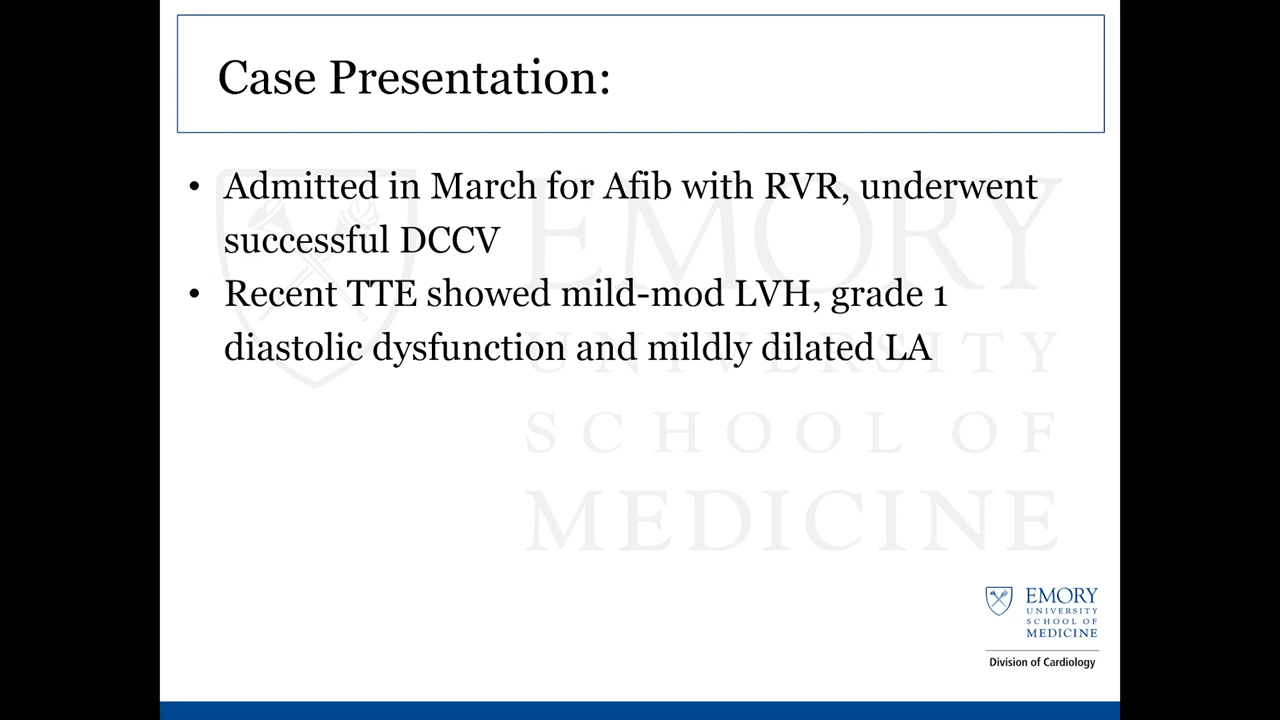 Case Presentation:
• Admitted in March for Afib with RVR, underwent
successful DCCV
• Recent TTE showed mild-mod LVH, grade 1
diastolic dysfunction and mildly dilated LA
EMORY
UNIVERSITY
SCHOOL OF
MEDICINE
EMORY
UNIVERSITY
SCHOOL OF
MEDICINE
Division of Cardiology